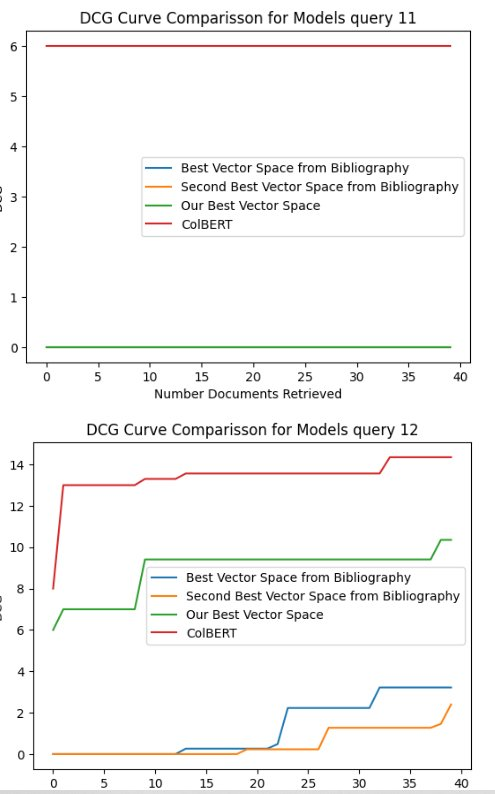 DCG Curve Comparisson for Models query 11
6
5
4
3
2
1
0
Best Vector Space from Bibliography
Second Best Vector Space from Bibliography
Our Best Vector Space
ColBERT
0 5 10 15 20 25 30 35 40
Number Documents Retrieved
DCG Curve Comparisson for Models query 12
14
12
10
8
6
4
2
0
Best Vector Space from Bibliography
Second Best Vector Space from Bibliography
Our Best Vector Space
ColBERT
0 5 10 15 20 25 30 35 40